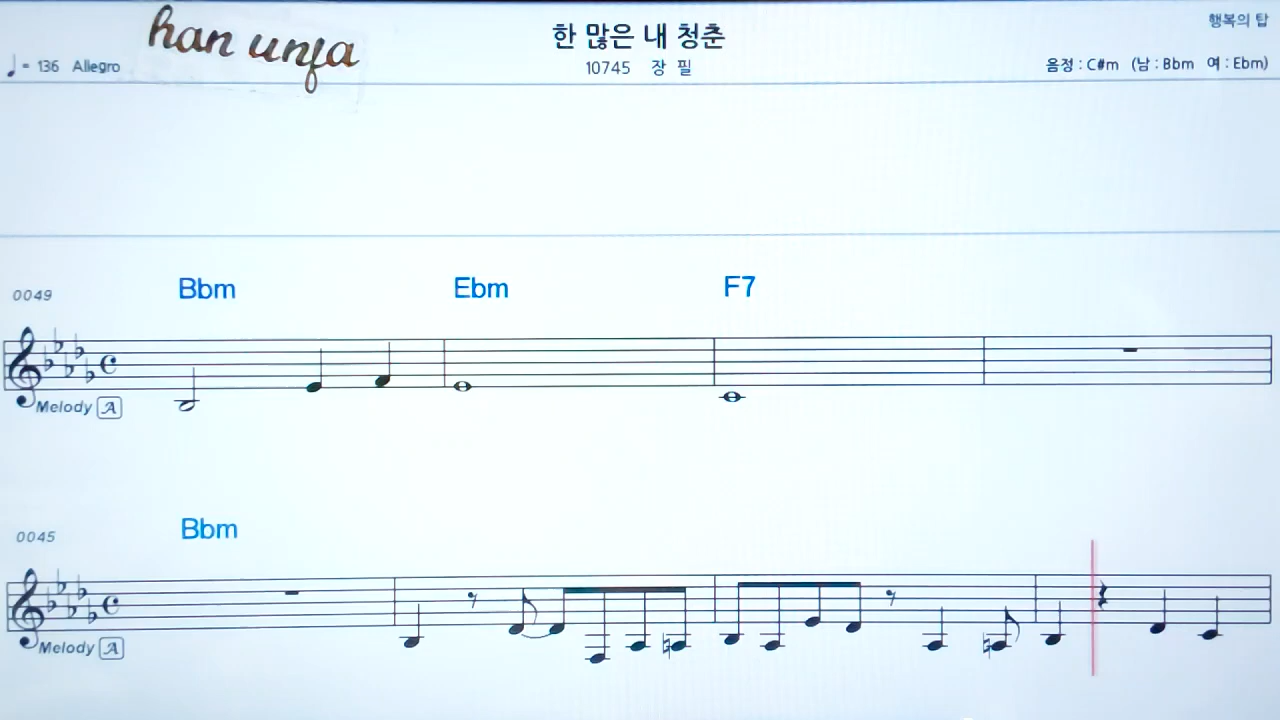 han unfa
한 많은 내 청춘
행복의 탑
♩= 136 Allegro
10745 장 필
음정 : C#m (남 : Bbm 여 : Ebm)
Bbm Ebm F7
0049
Melody A
Bbm
0045
Melody A